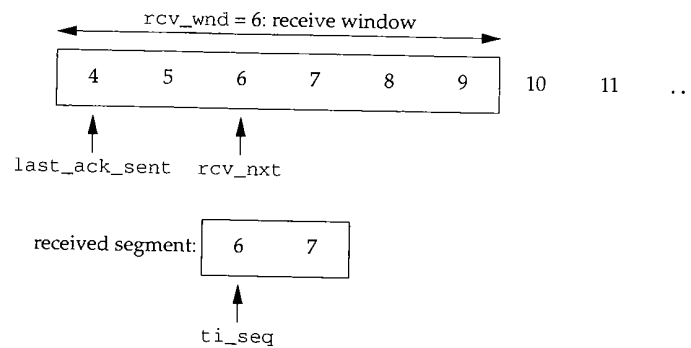 rcv_wnd = 6: receive window
4 5 6 7 8 9 10 11 ..
last_ack_sent rcv_nxt
received segment: 6 7
ti_seq